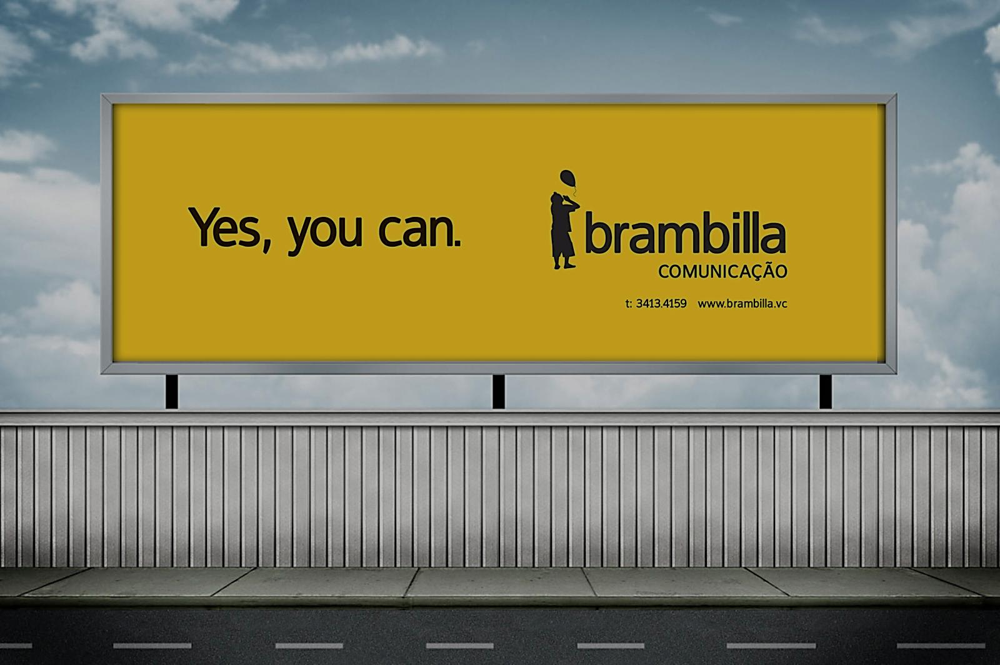 Yes, you can.
brambilla
COMUNICAÇÃO
t: 3413.4159 www.brambilla.vc